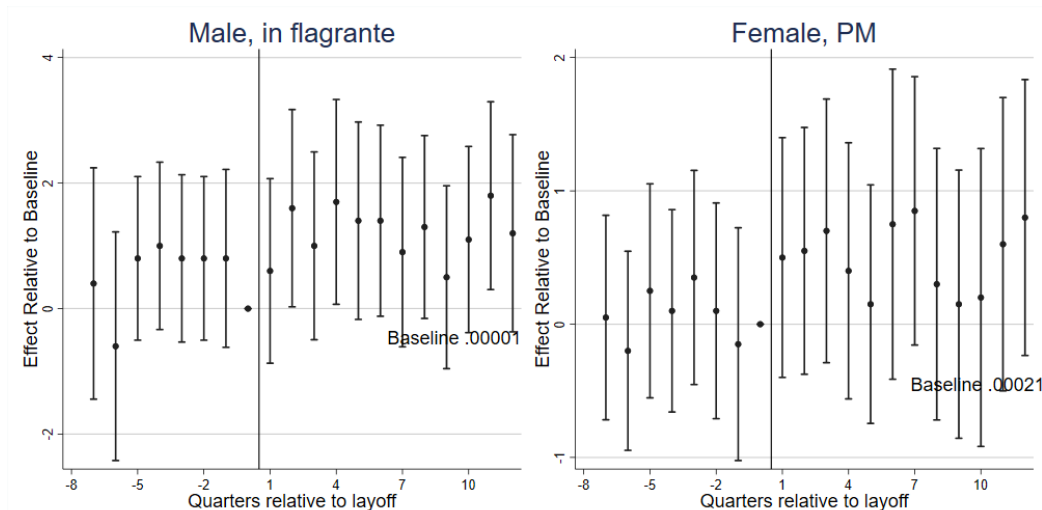 Male, in flagrante
Effect Relative to Baseline
4
2
0
-2
Baseline .00001
-8
-5
-2
1
4
7
10
Quarters relative to layoff
Female, PM
Effect Relative to Baseline
2
1
0
-1
Baseline .00021
-8
-5
-2
1
4
7
10
Quarters relative to layoff